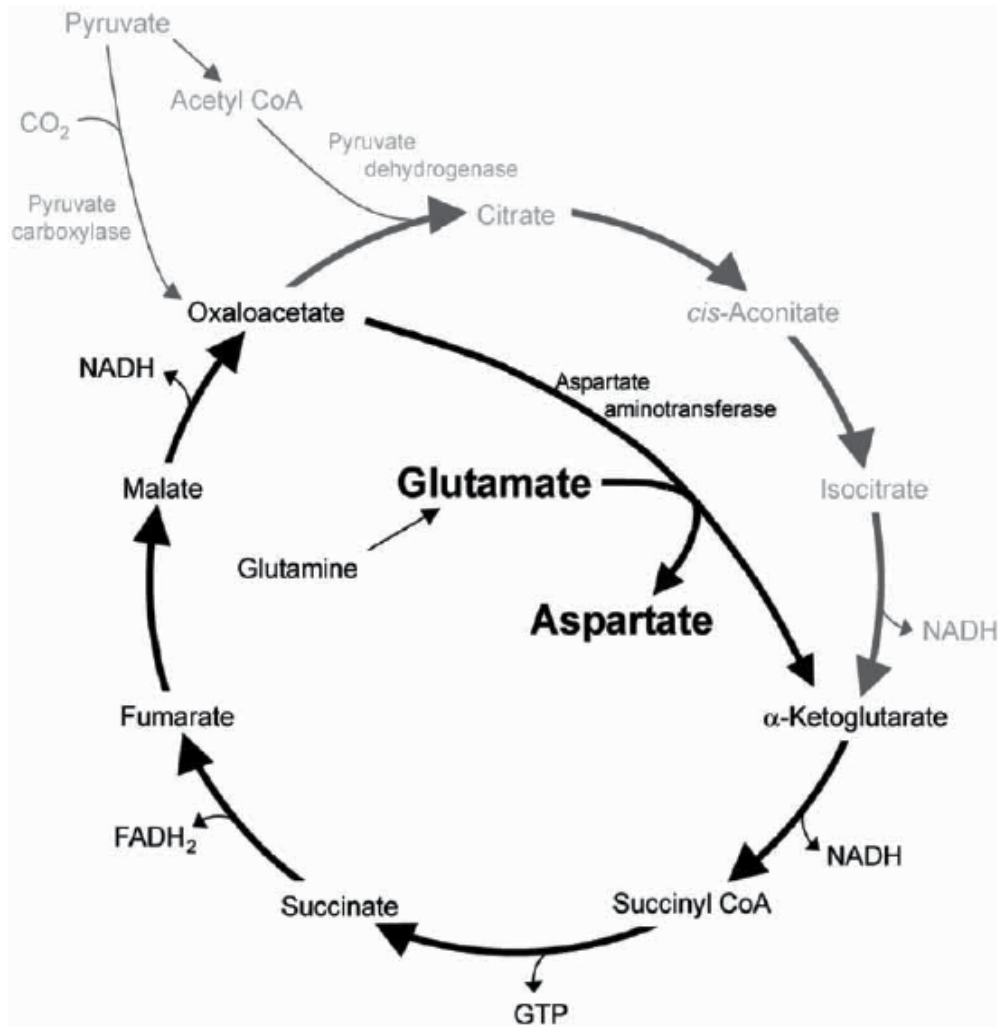 Pyruvate
Acetyl CoA
CO₂
Pyruvate
dehydrogenase
Pyruvate
carboxylase
Citrate
Oxaloacetate
cis-Aconitate
NADH
Aspartate
aminotransferase
Malate
Glutamate
Isocitrate
Glutamine
Aspartate
NADH
Fumarate
α-Ketoglutarate
FADH₂
NADH
Succinate
Succinyl CoA
GTP